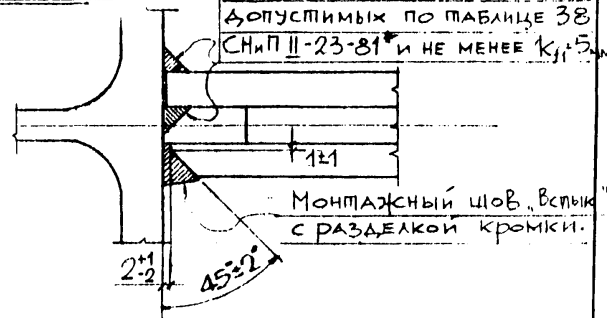 допустимых по таблице 38
СНиП II-23-81* и не менее Kf1=5мм
1±1
Монтажный шов „Встык"
с разделкой кромки.
2+1-2
45°±2°